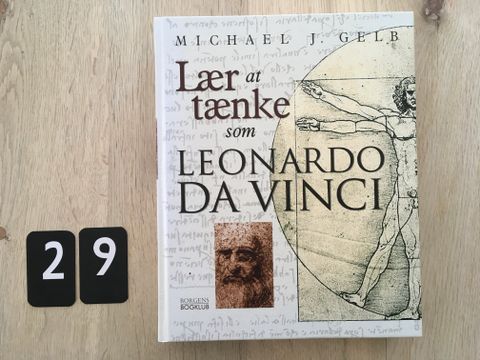 MICHAEL J. GELB
Lær at
tænke
som
LEONARDO
DA VINCI
BORGENS
BOGKLUB
29